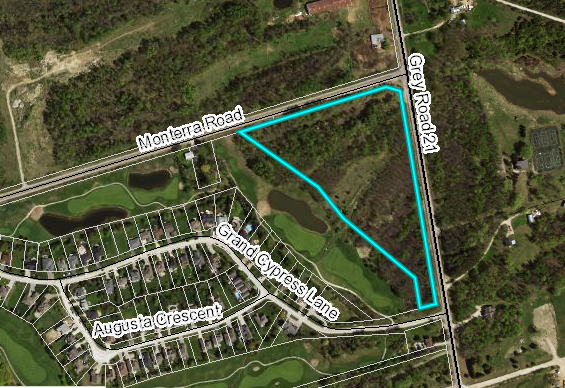 Monterra Road
Grey Road 21
Grand Cypress Lane
Augusta Crescent